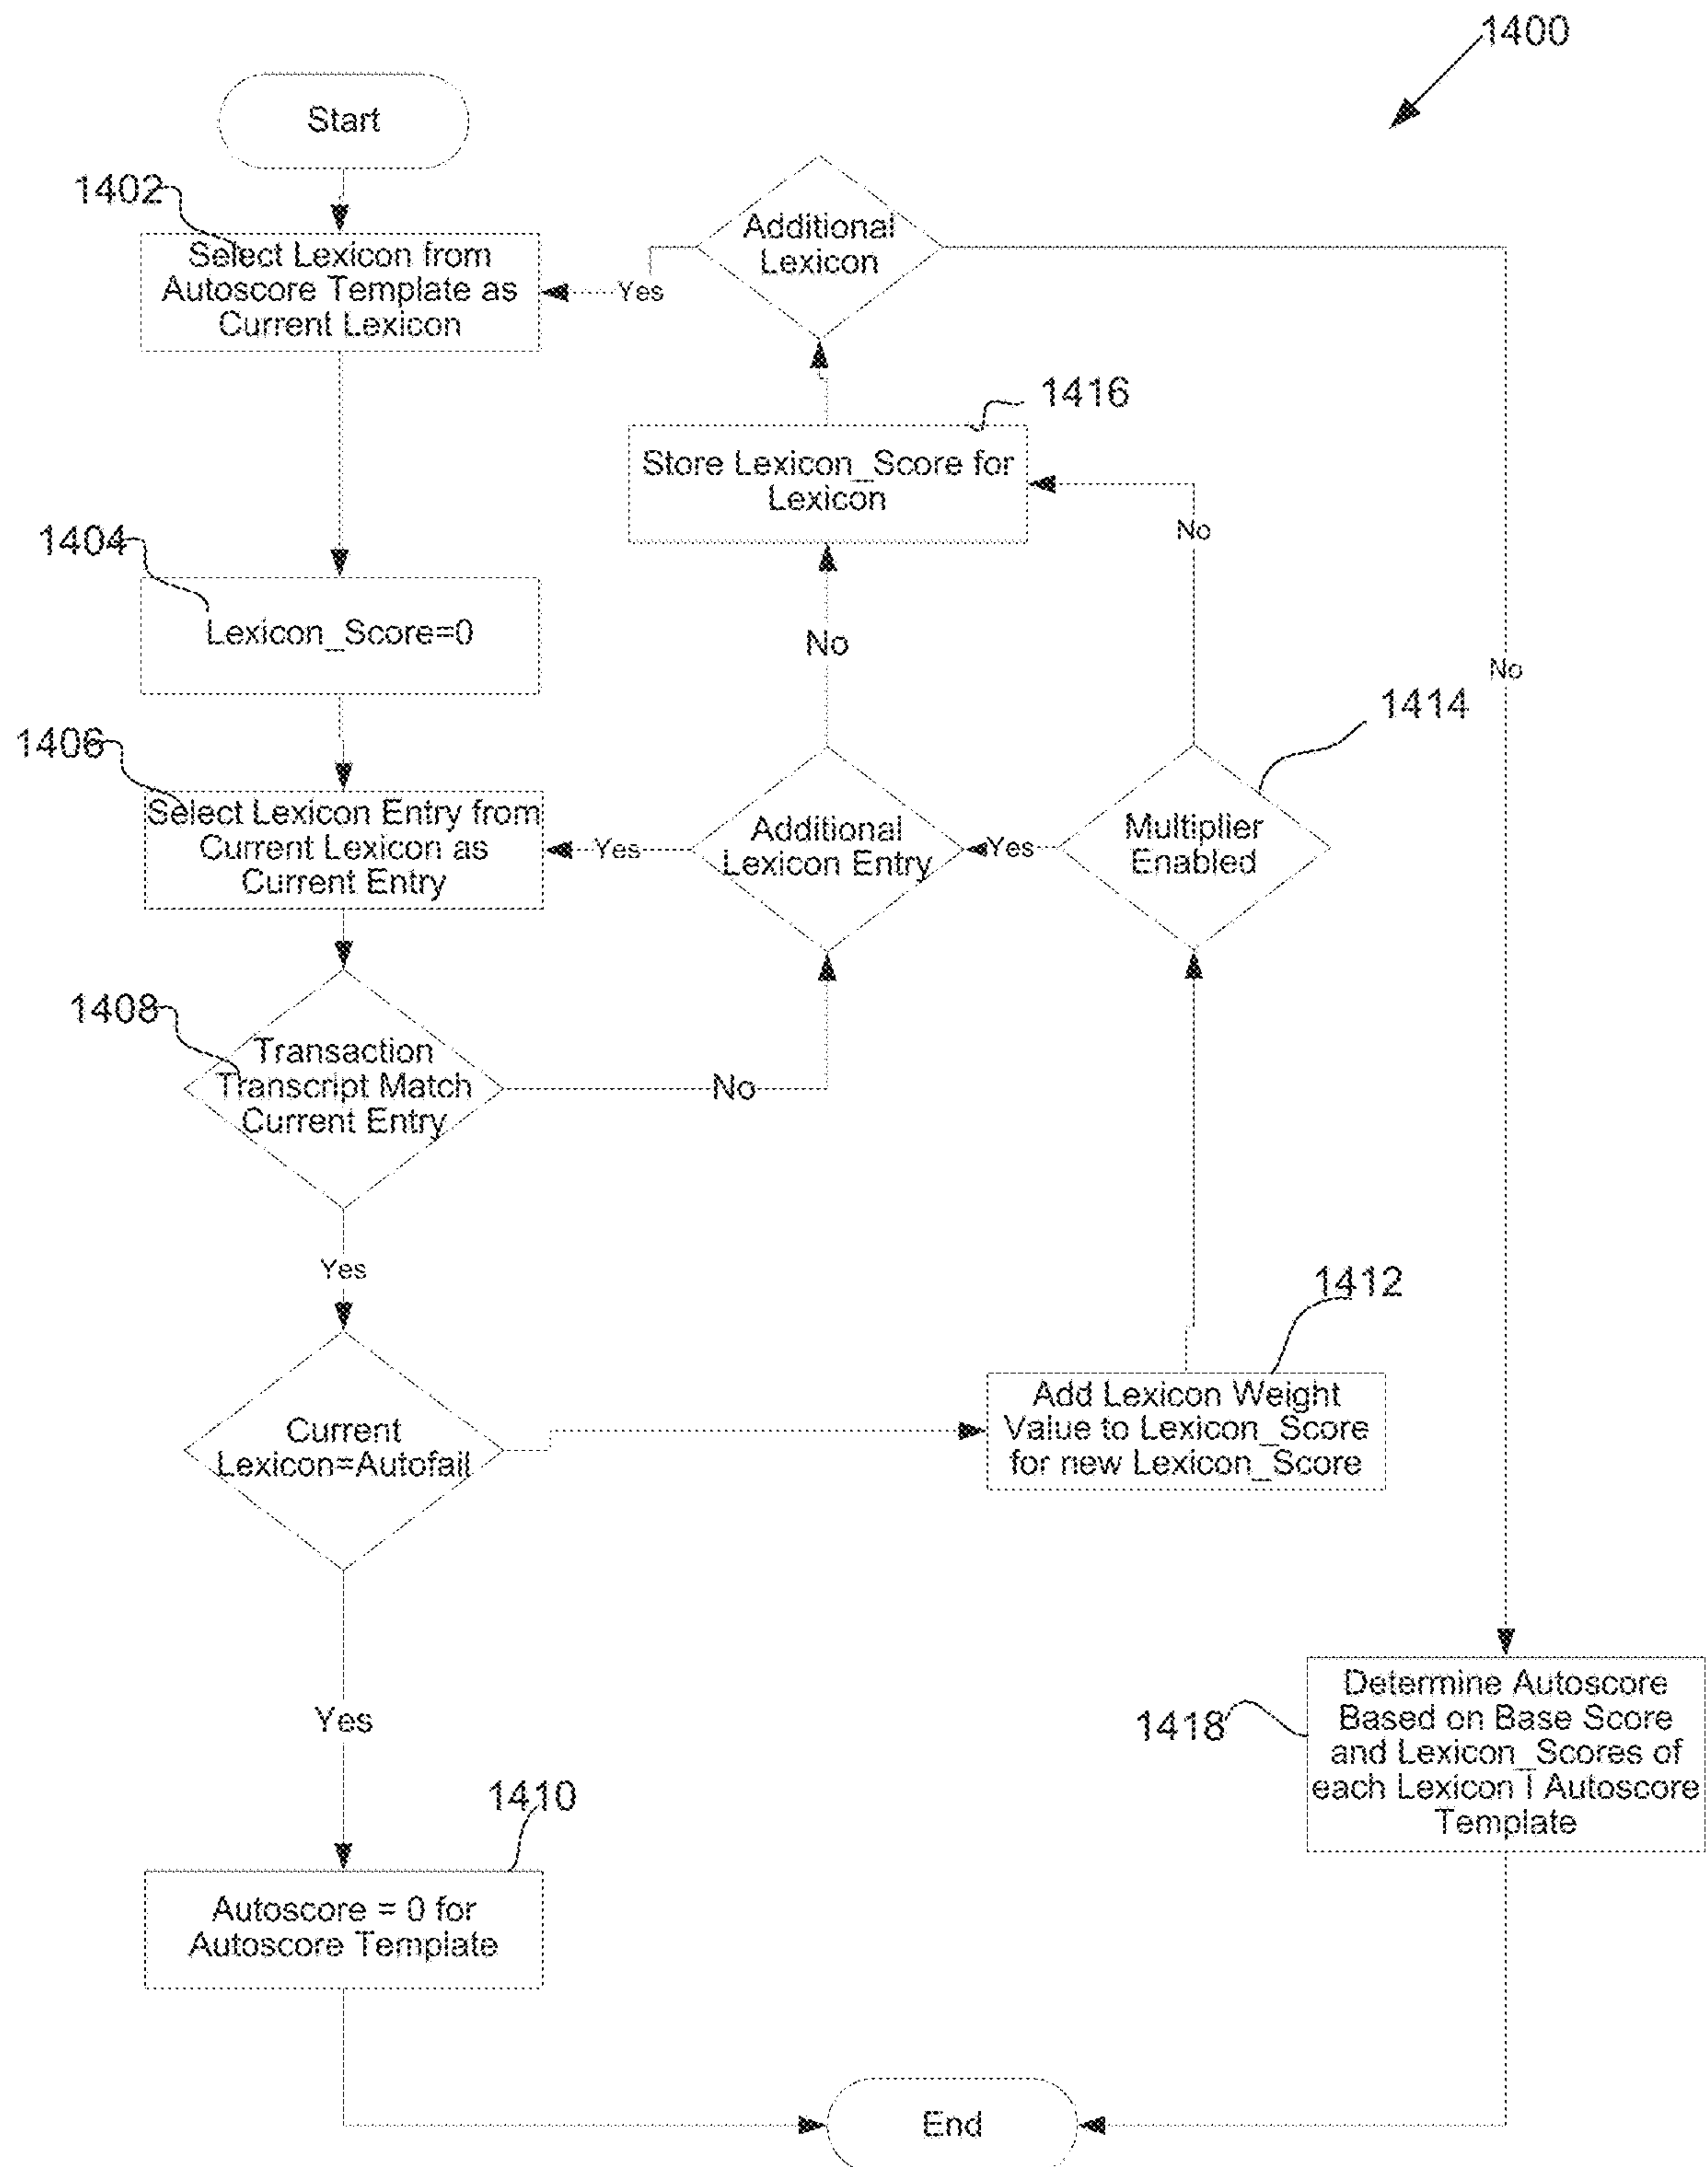 1400
Start
1402
Select Lexicon from
Autoscore Template as
Current Lexicon
Additional
Lexicon
Yes
1416
Store Lexicon_Score for
Lexicon
No
1404
Lexicon_Score=0
No
No
1414
1406
Select Lexicon Entry from
Current Lexicon as
Current Entry
Yes
Additional
Lexicon Entry
Yes
Multiplier
Enabled
1408
Transaction
Transcript Match
Current Entry
No
Yes
1412
Add Lexicon Weight
Value to Lexicon_Score
for new Lexicon_Score
Current
Lexicon=Autofail
Yes
1418
Determine Autoscore
Based on Base Score
and Lexicon_Scores of
each Lexicon I Autoscore
Template
1410
Autoscore = 0 for
Autoscore Template
End